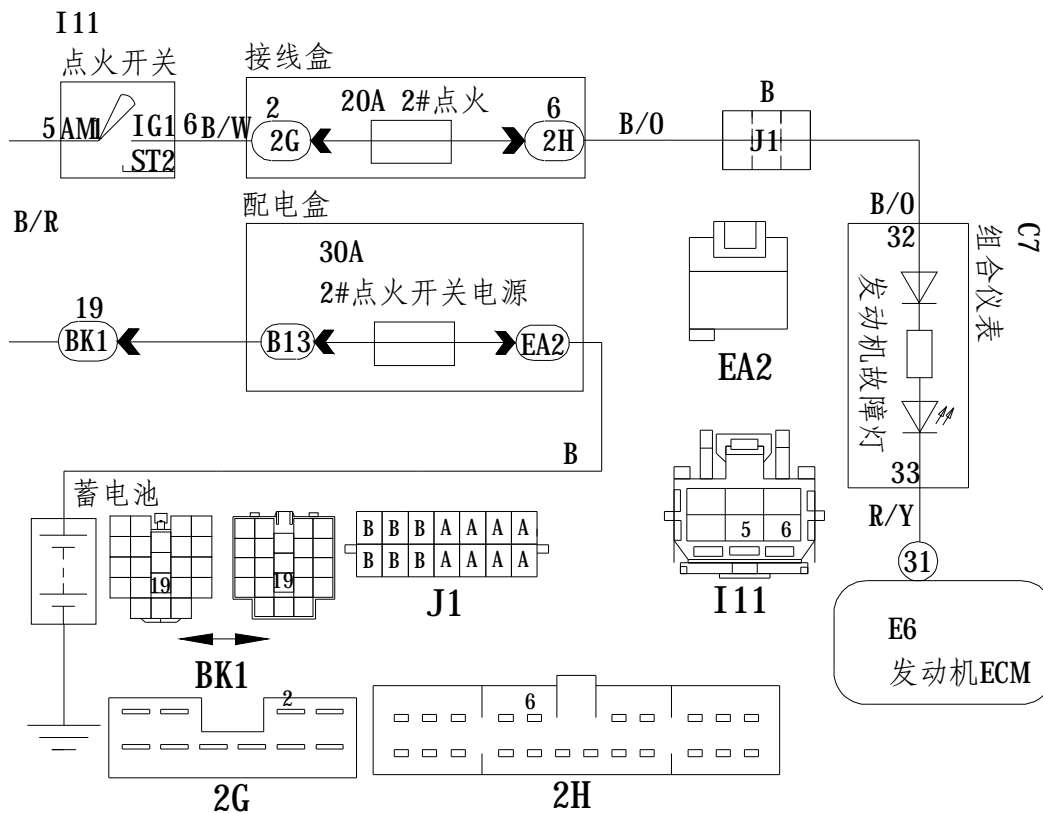 I11
点火开关
5 AM1
IG1 6 B/W
ST2
接线盒
2
2G
20A 2#点火
6
2H
B/O
B
J1
B/O
32
C7
组合仪表
发动机故障灯
33
R/Y
31
E6
发动机ECM
B/R
配电盒
30A
2#点火开关电源
19
BK1
B13
EA2
B
EA2
蓄电池
19
19
BK1
B B B A A A A
B B B A A A A
J1
5 6
I11
2
2G
6
2H